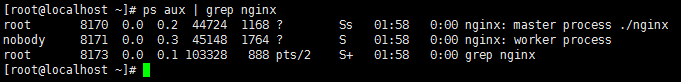 [root@localhost ~]# ps aux | grep nginx
root      8170  0.0  0.2  44724  1168 ?        Ss   01:58   0:00 nginx: master process ./nginx
nobody    8171  0.0  0.3  45148  1764 ?        S    01:58   0:00 nginx: worker process
root      8173  0.0  0.1 103328   888 pts/2    S+   01:58   0:00 grep nginx
[root@localhost ~]#